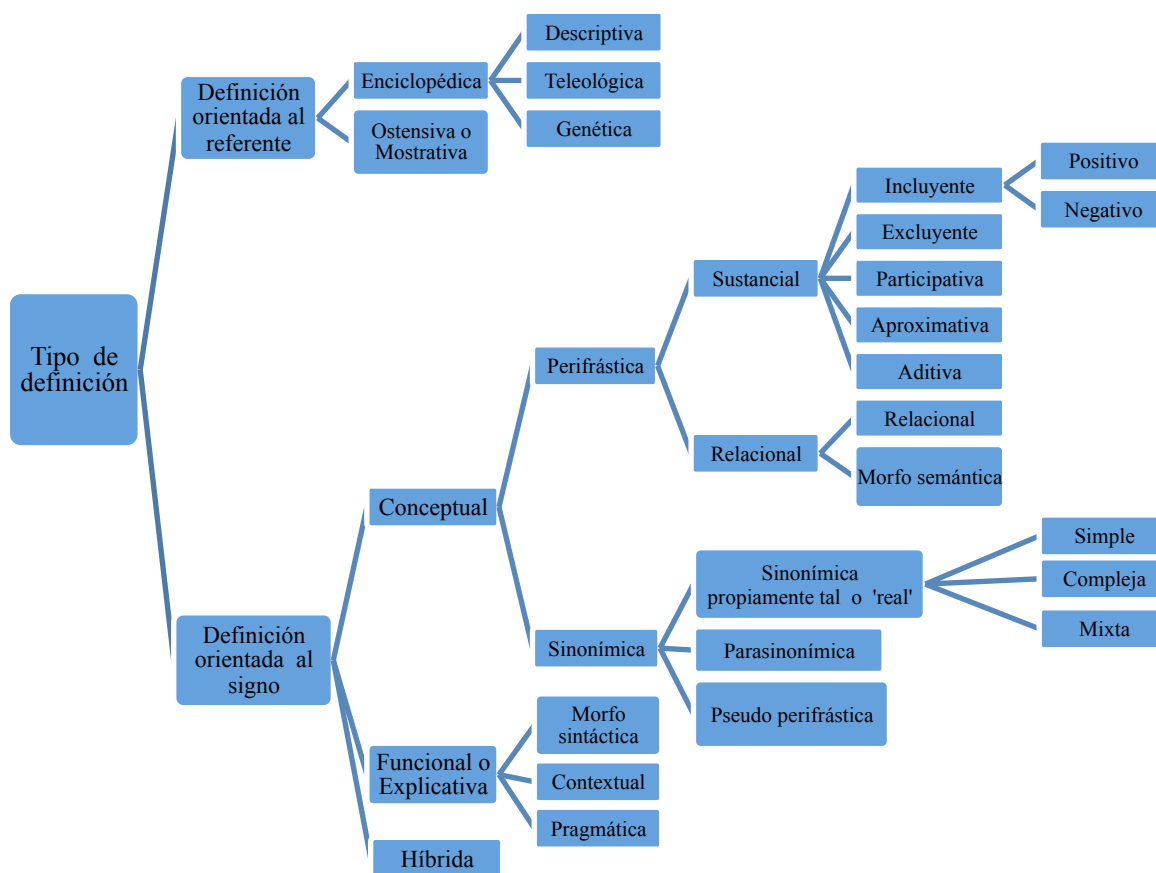 Tipo de
definición
Definición
orientada al
referente
Enciclopédica
Descriptiva
Teleológica
Genética
Ostensiva o
Mostrativa
Definición
orientada al
signo
Conceptual
Perifrástica
Sustancial
Incluyente
Positivo
Negativo
Excluyente
Participativa
Aproximativa
Aditiva
Relacional
Relacional
Morfo semántica
Sinonímica
Sinonímica
propiamente tal o 'real'
Simple
Compleja
Mixta
Parasinonímica
Pseudo perifrástica
Funcional o
Explicativa
Morfo
sintáctica
Contextual
Pragmática
Híbrida